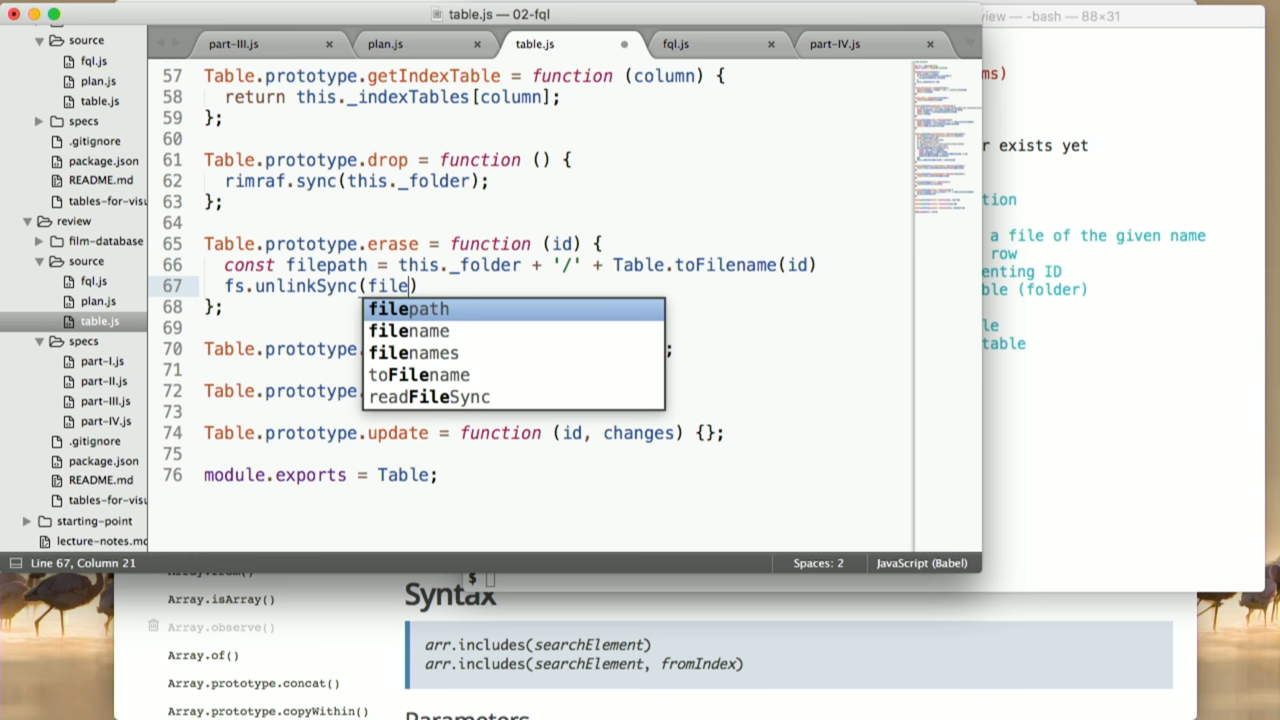 table.js — 02-fql
view — -bash — 88×31
source
fql.js
plan.js
table.js
specs
.gitignore
package.json
README.md
tables-for-visu
review
film-database
source
fql.js
plan.js
table.js
specs
part-I.js
part-II.js
part-III.js
part-IV.js
.gitignore
package.json
README.md
tables-for-visu
starting-point
lecture-notes.md
part-III.js ×
plan.js ×
table.js
fql.js ×
part-IV.js ×
57 Table.prototype.getIndexTable = function (column) {
58 return this._indexTables[column];
59 };
60
61 Table.prototype.drop = function () {
62 rimraf.sync(this._folder);
63 };
64
65 Table.prototype.erase = function (id) {
66 const filepath = this._folder + '/' + Table.toFilename(id)
67 fs.unlinkSync(file)
68 };
69
70 Table.prototype. ;
71
72 Table.prototype.
73
74 Table.prototype.update = function (id, changes) {};
75
76 module.exports = Table;
filepath
filename
filenames
toFilename
readFileSync
Line 67, Column 21
Spaces: 2
JavaScript (Babel)
ms)
r exists yet
tion
a file of the given name
row
enting ID
ble (folder)
le
table
$
Array.from()
Array.isArray()
Array.observe()
Array.of()
Array.prototype.concat()
Array.prototype.copyWithin()
Syntax
arr.includes(searchElement)
arr.includes(searchElement, fromIndex)
Parameters